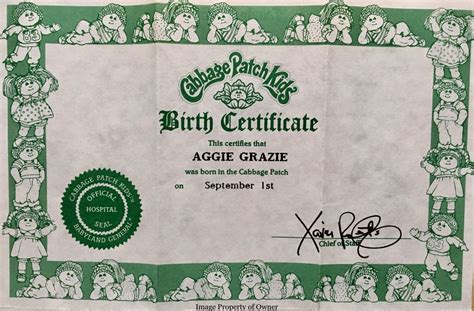 Cabbage Patch Kids
Birth Certificate
This certifies that
AGGIE GRAZIE
was born in the Cabbage Patch
on September 1st
CABBAGE PATCH KIDS
OFFICIAL
HOSPITAL
SEAL
BABYLAND GENERAL
Chief of Staff
Image Property of Owner